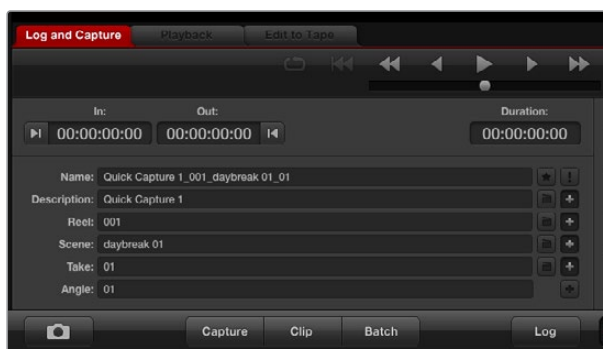 Log and Capture Playback Edit to Tape
In: Out: Duration:
00:00:00:00 00:00:00:00 00:00:00:00
Name: Quick Capture 1_001_daybreak 01_01
Description: Quick Capture 1
Reel: 001
Scene: daybreak 01
Take: 01
Angle: 01
Capture Clip Batch Log